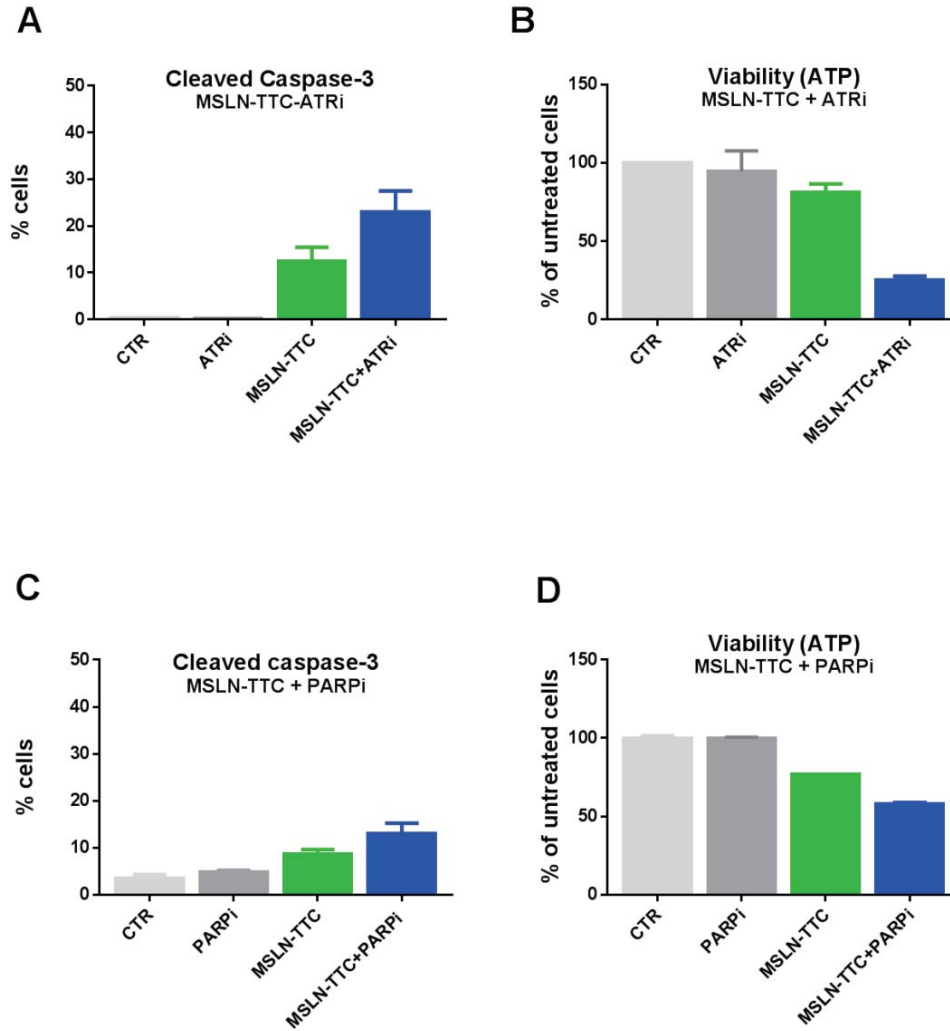 A
Cleaved Caspase-3
MSLN-TTC-ATRi
% cells
50
40
30
20
10
0
CTR
ATRi
MSLN-TTC
MSLN-TTC+ATRi
B
Viability (ATP)
MSLN-TTC + ATRi
% of untreated cells
150
100
50
0
CTR
ATRi
MSLN-TTC
MSLN-TTC+ATRi
C
Cleaved caspase-3
MSLN-TTC + PARPi
% cells
50
40
30
20
10
0
CTR
PARPi
MSLN-TTC
MSLN-TTC+PARPi
D
Viability (ATP)
MSLN-TTC + PARPi
% of untreated cells
150
100
50
0
CTR
PARPi
MSLN-TTC
MSLN-TTC+PARPi